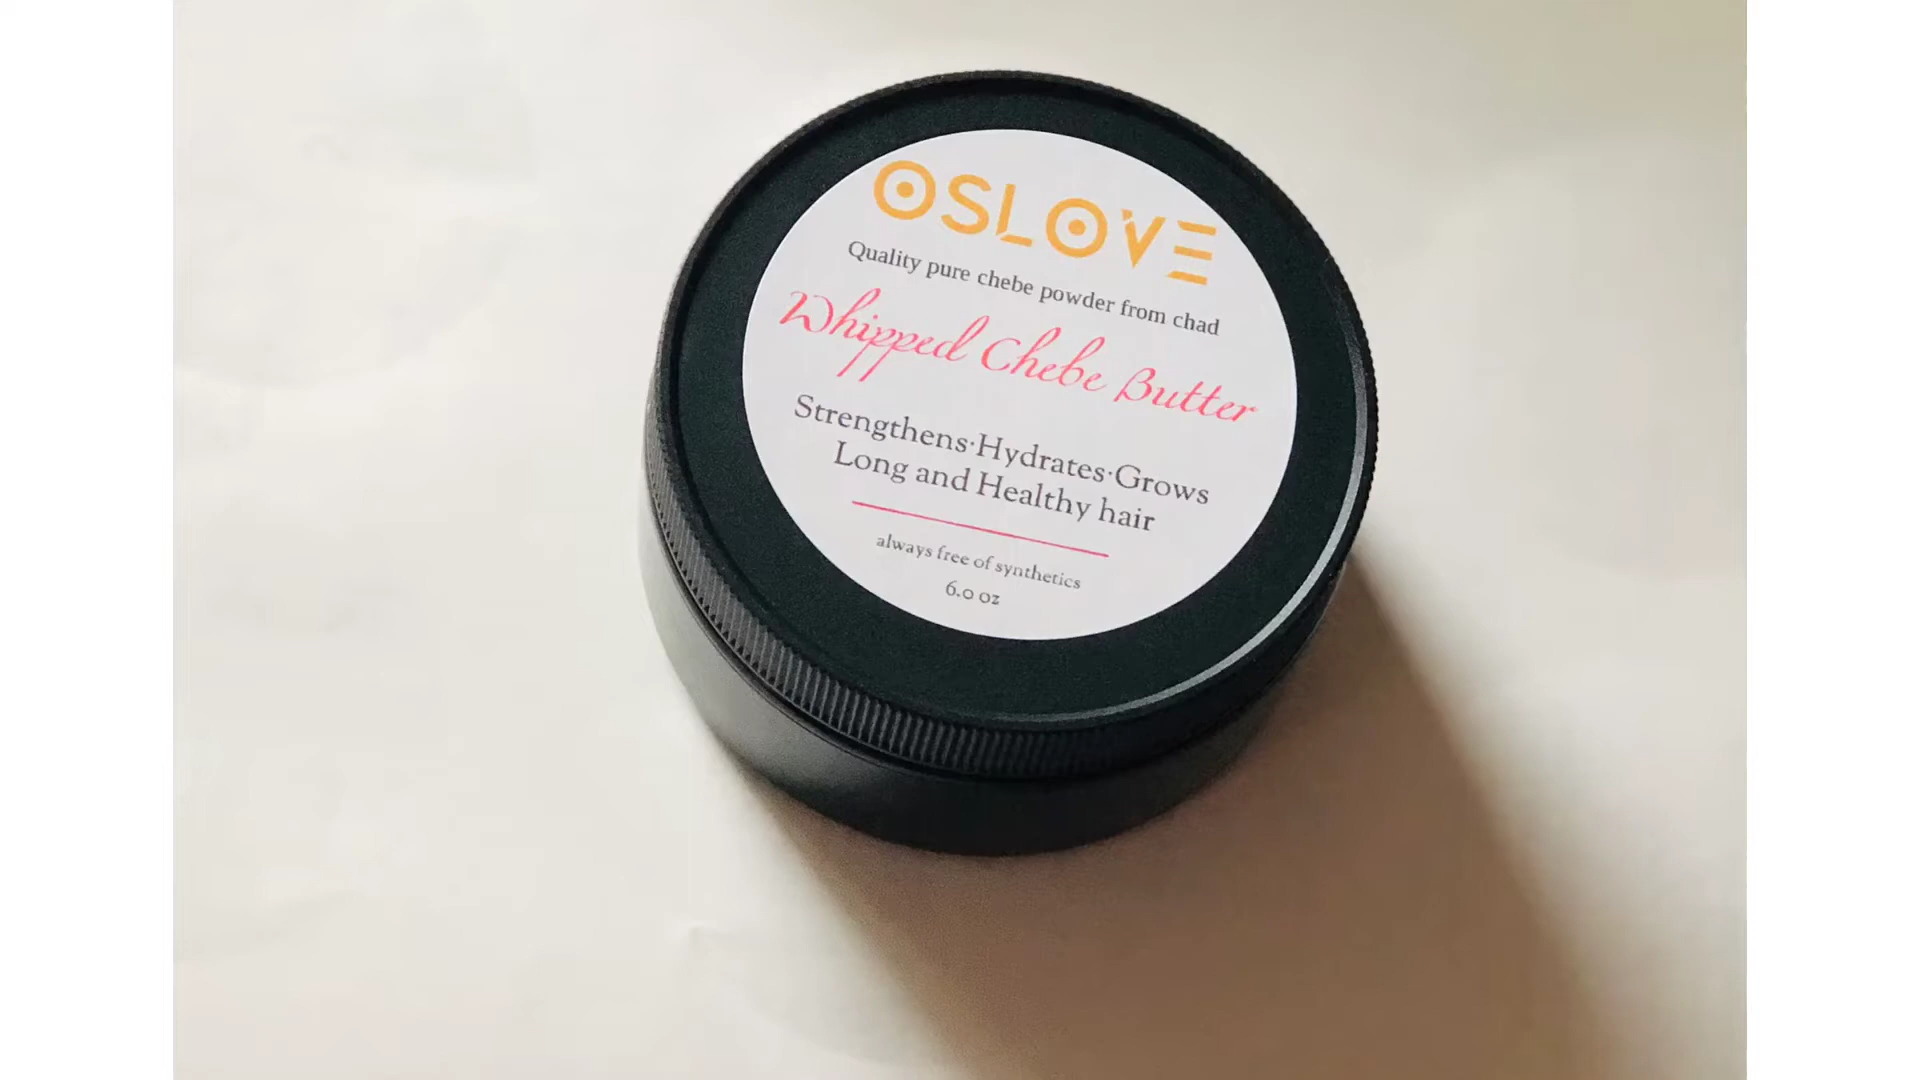 OSLOVE
Quality pure chebe powder from chad
Whipped Chebe Butter
Strengthens·Hydrates·Grows
Long and Healthy hair
always free of synthetics
6.0 oz